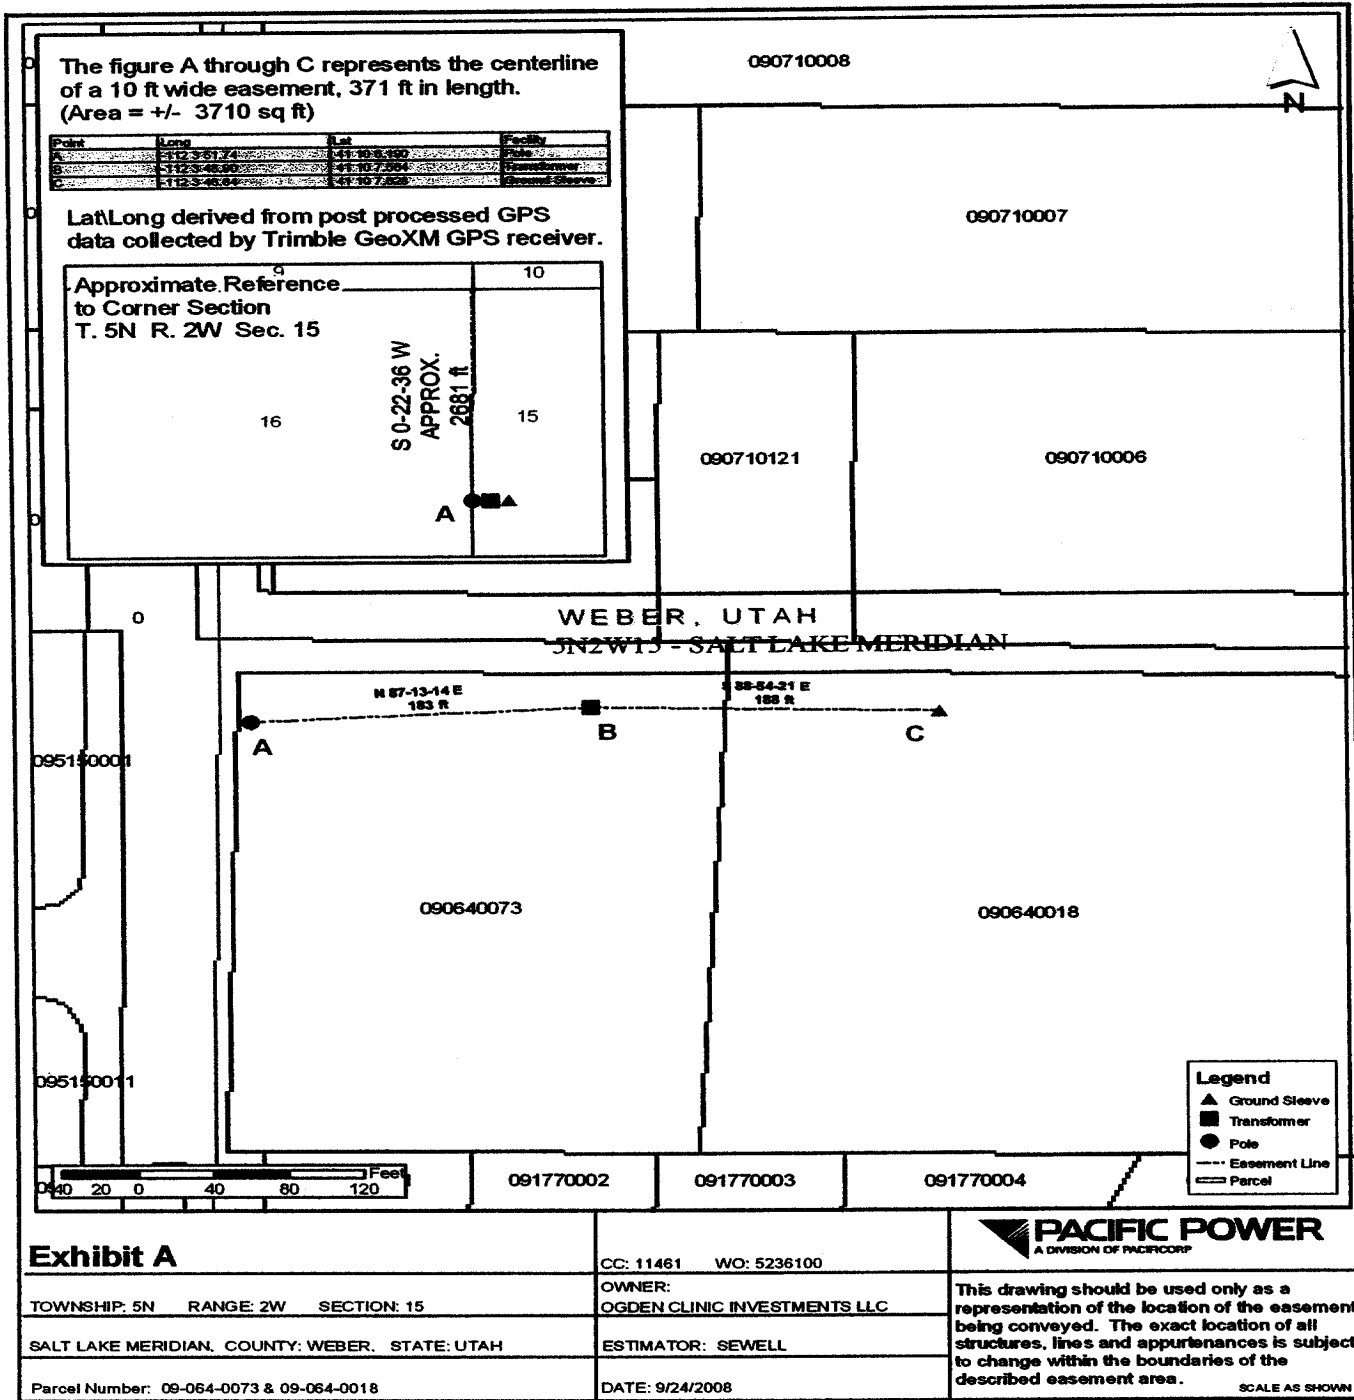 The figure A through C represents the centerline
of a 10 ft wide easement, 371 ft in length.
(Area = +/- 3710 sq ft)
Point Long Lat Facility
A Pole
B Transformer
C Ground Sleeve
Lat\Long derived from post processed GPS
data collected by Trimble GeoXM GPS receiver.
9 10
Approximate Reference
to Corner Section
T. 5N R. 2W Sec. 15
S 0-22-36 W
APPROX.
2681 ft
16
15
A
N
090710008
090710007
090710121
090710006
0
WEBER, UTAH
5N2W15 - SALT LAKE MERIDIAN
N 87-13-14 E
183 ft
S 88-54-21 E
188 ft
A
B
C
095150001
090640073
090640018
095150011
Legend
Ground Sleeve
Transformer
Pole
Easement Line
Parcel
Feet
40 20 0 40 80 120
091770002
091770003
091770004
Exhibit A
TOWNSHIP: 5N RANGE: 2W SECTION: 15
SALT LAKE MERIDIAN, COUNTY: WEBER, STATE: UTAH
Parcel Number: 09-064-0073 & 09-064-0018
CC: 11461 WO: 5236100
OWNER:
OGDEN CLINIC INVESTMENTS LLC
ESTIMATOR: SEWELL
DATE: 9/24/2008
PACIFIC POWER
A DIVISION OF PACIFICORP
This drawing should be used only as a
representation of the location of the easement
being conveyed. The exact location of all
structures, lines and appurtenances is subject
to change within the boundaries of the
described easement area.
SCALE AS SHOWN